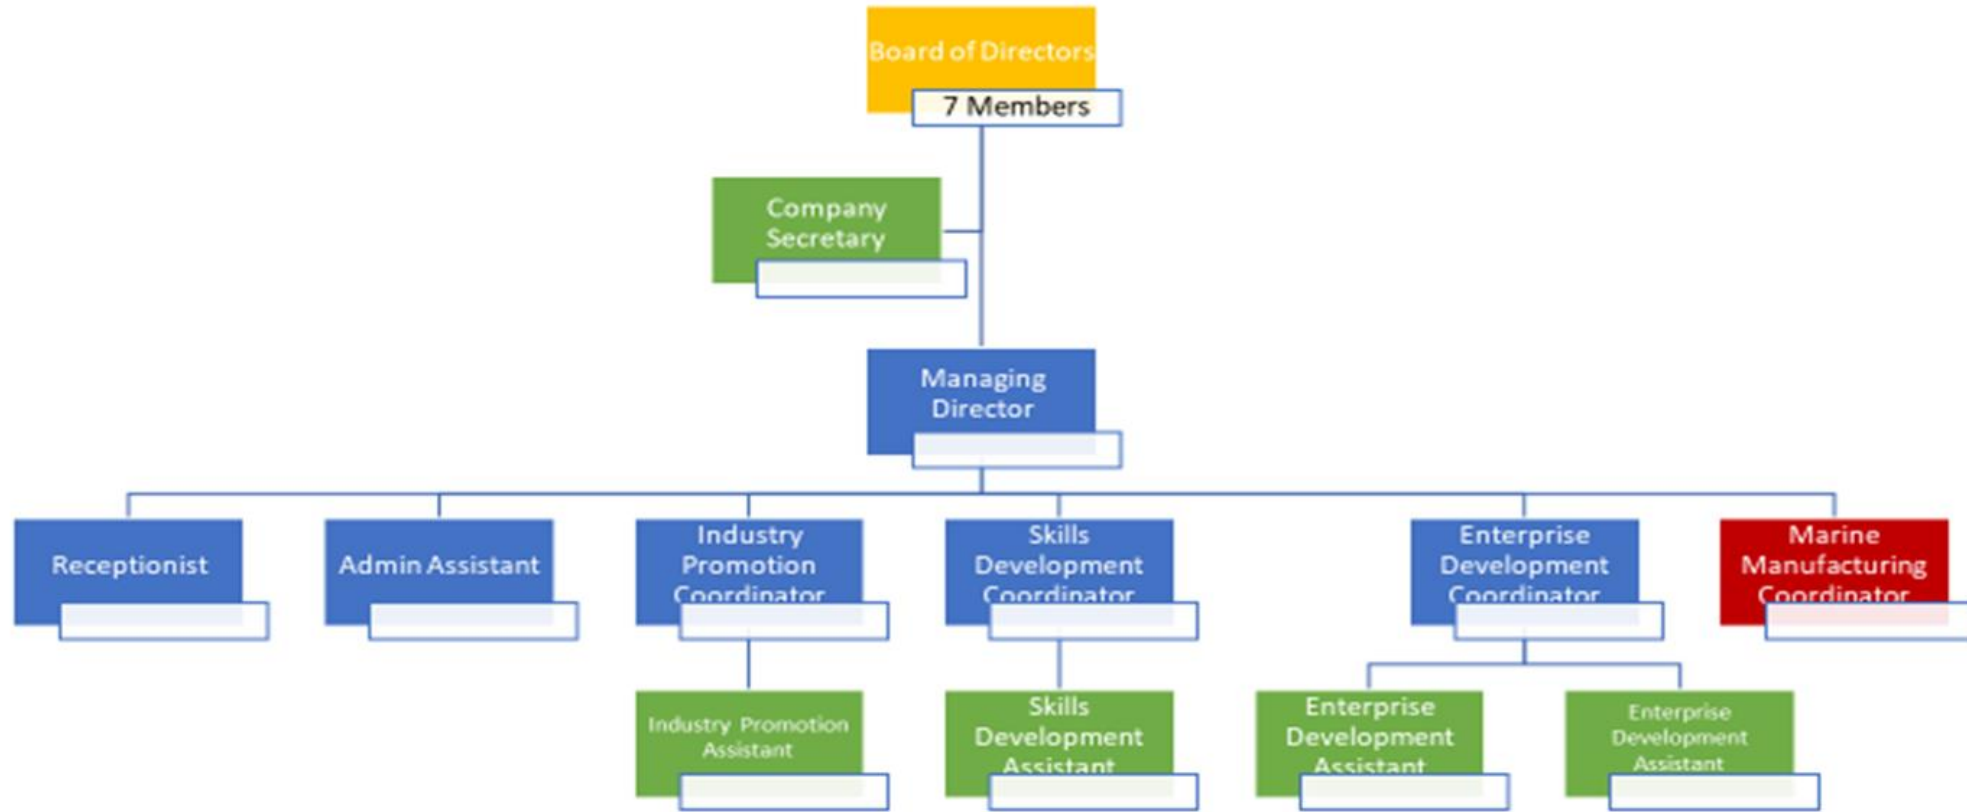 Board of Directors
7 Members
Company
Secretary
Managing
Director
Receptionist
Admin Assistant
Industry
Promotion
Coordinator
Skills
Development
Coordinator
Enterprise
Development
Coordinator
Marine
Manufacturing
Coordinator
Industry Promotion
Assistant
Skills
Development
Assistant
Enterprise
Development
Assistant
Enterprise
Development
Assistant